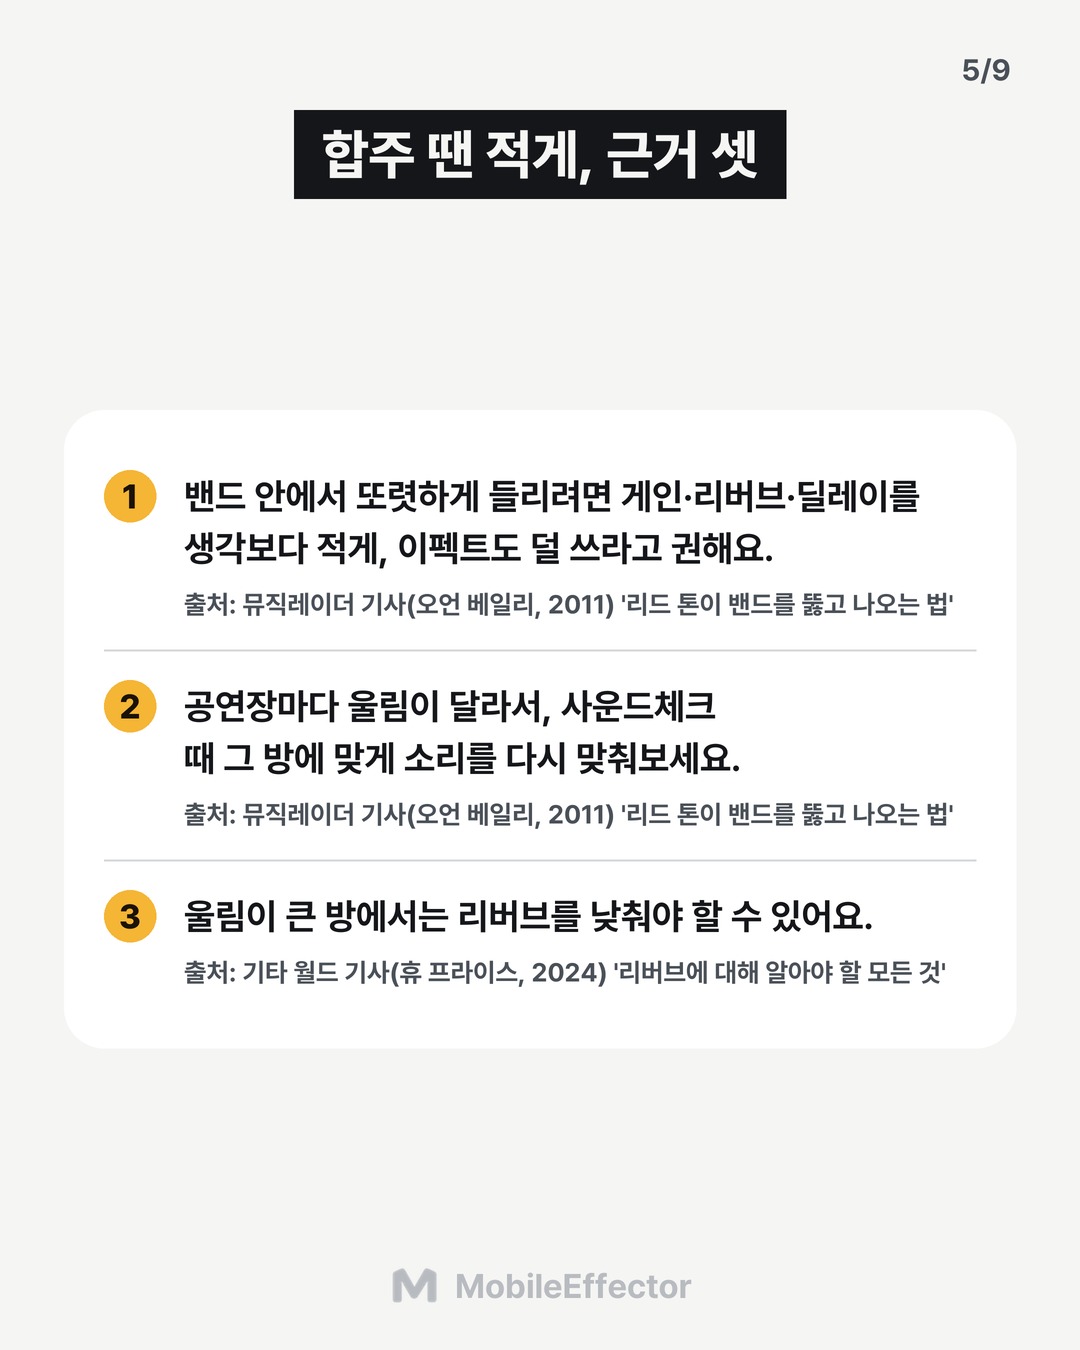 5/9
합주 땐 적게, 근거 셋
1 밴드 안에서 또렷하게 들리려면 게인·리버브·딜레이를
생각보다 적게, 이펙트도 덜 쓰라고 권해요.
출처: 뮤직레이더 기사(오언 베일리, 2011) '리드 톤이 밴드를 뚫고 나오는 법'
2 공연장마다 울림이 달라서, 사운드체크
때 그 방에 맞게 소리를 다시 맞춰보세요.
출처: 뮤직레이더 기사(오언 베일리, 2011) '리드 톤이 밴드를 뚫고 나오는 법'
3 울림이 큰 방에서는 리버브를 낮춰야 할 수 있어요.
출처: 기타 월드 기사(휴 프라이스, 2024) '리버브에 대해 알아야 할 모든 것'
MobileEffector